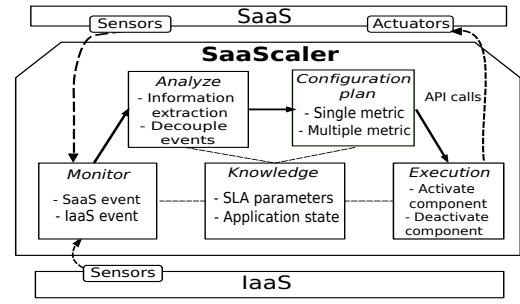 SaaS
Sensors
Actuators
SaaScaler
Analyze
- Information
extraction
- Decouple
events
Configuration
plan
- Single metric
- Multiple metric
API calls
Monitor
- SaaS event
- IaaS event
Knowledge
- SLA parameters
- Application state
Execution
- Activate
component
- Deactivate
component
Sensors
IaaS